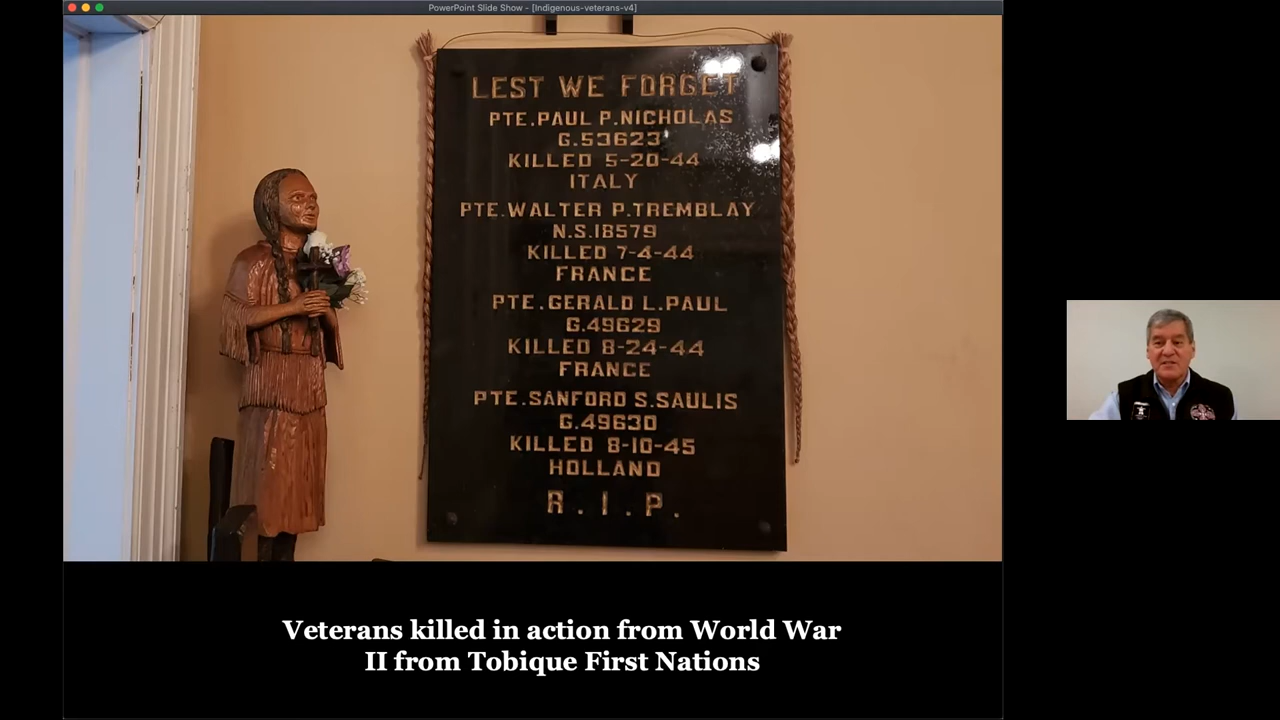 PowerPoint Slide Show - [Indigenous-veterans-v4]
LEST WE FORGET
PTE.PAUL P.NICHOLAS
G.53623
KILLED 5-20-44
ITALY
PTE.WALTER P.TREMBLAY
N.S.18579
KILLED 7-4-44
FRANCE
PTE.GERALD L.PAUL
G.49629
KILLED 8-24-44
FRANCE
PTE.SANFORD S.SAULIS
G.49630
KILLED 8-10-45
HOLLAND
R.I.P.
Veterans killed in action from World War
II from Tobique First Nations